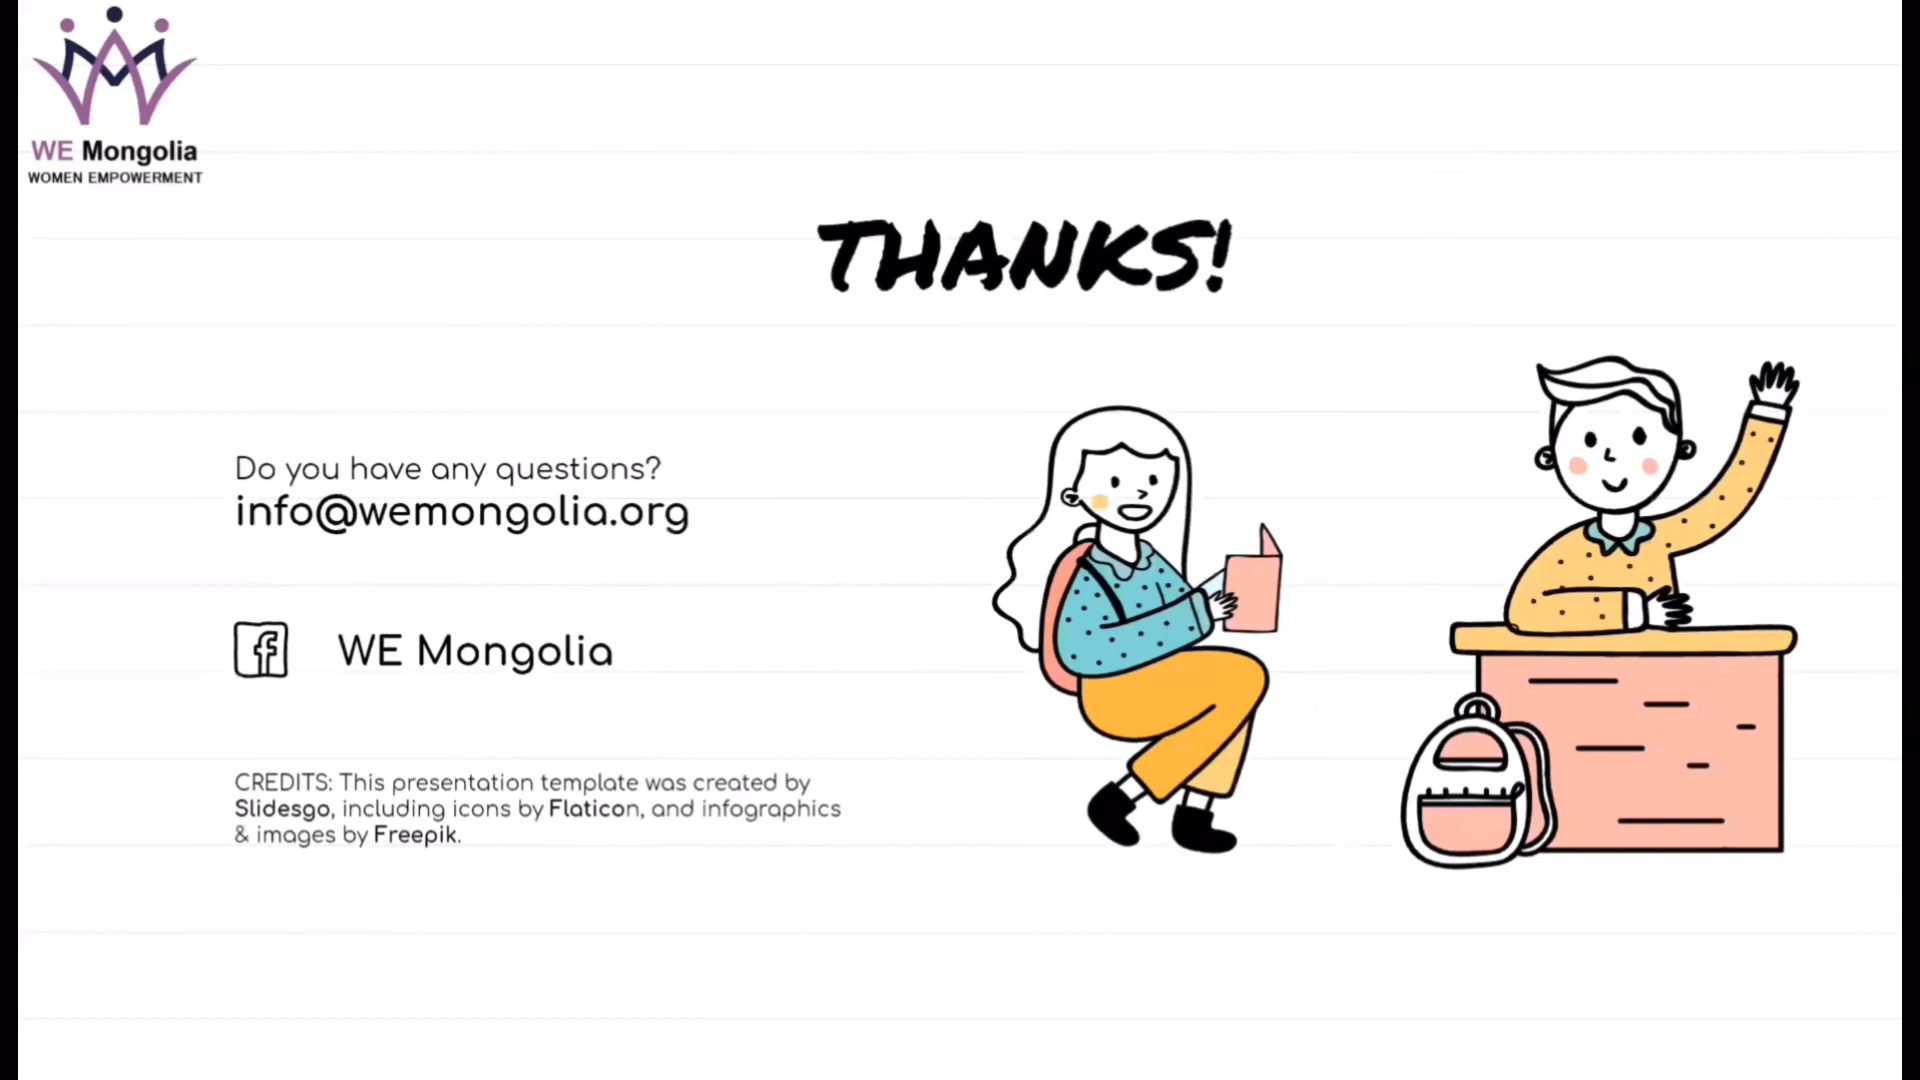 WE Mongolia
WOMEN EMPOWERMENT
THANKS!
Do you have any questions?
info@wemongolia.org
WE Mongolia
CREDITS: This presentation template was created by
Slidesgo, including icons by Flaticon, and infographics
& images by Freepik.